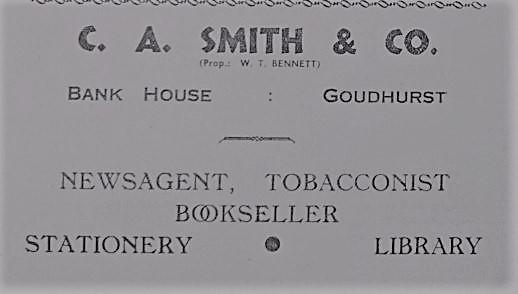 C. A. SMITH & CO.
(Prop.: W. T. BENNETT)
BANK HOUSE : GOUDHURST
NEWSAGENT, TOBACCONIST
BOOKSELLER
STATIONERY ● LIBRARY